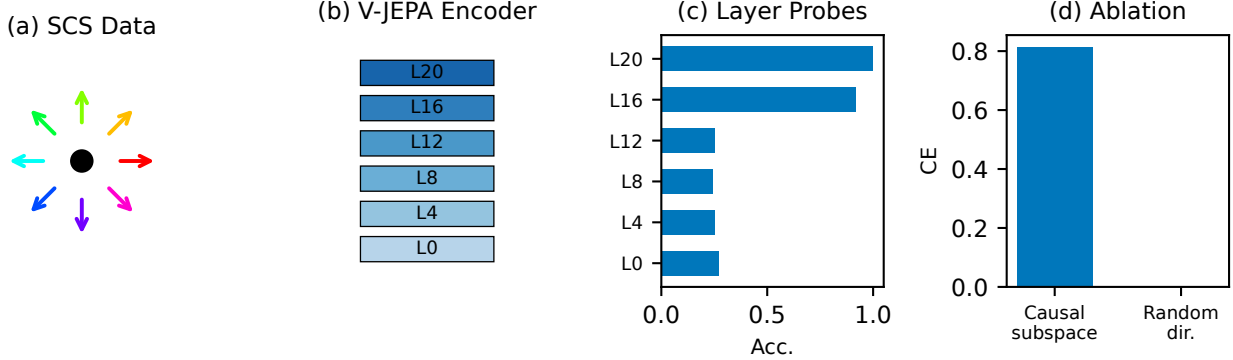 (a) SCS Data
(b) V-JEPA Encoder
L20
L16
L12
L8
L4
L0
(c) Layer Probes
L20
L16
L12
L8
L4
L0
0.0
0.5
1.0
Acc.
(d) Ablation
0.8
0.6
0.4
0.2
0.0
CE
Causal
subspace
Random
dir.